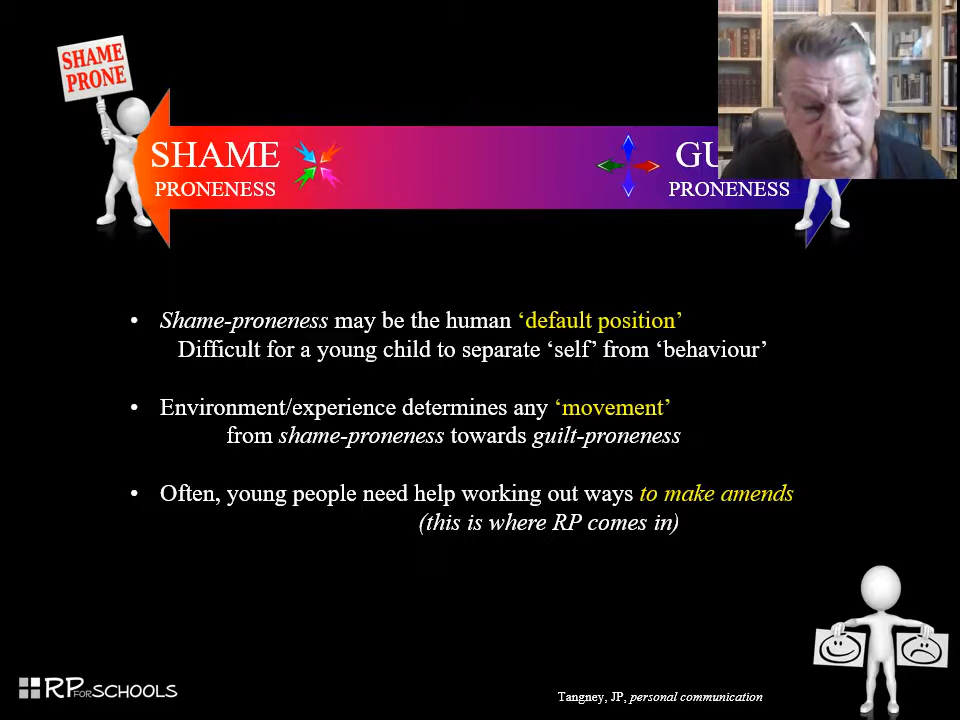 SHAME
PRONE
SHAME
PRONENESS
GU
PRONENESS
• Shame-proneness may be the human ‘default position’
Difficult for a young child to separate ‘self’ from ‘behaviour’
• Environment/experience determines any ‘movement’
from shame-proneness towards guilt-proneness
• Often, young people need help working out ways to make amends
(this is where RP comes in)
RP FOR SCHOOLS
Tangney, JP, personal communication